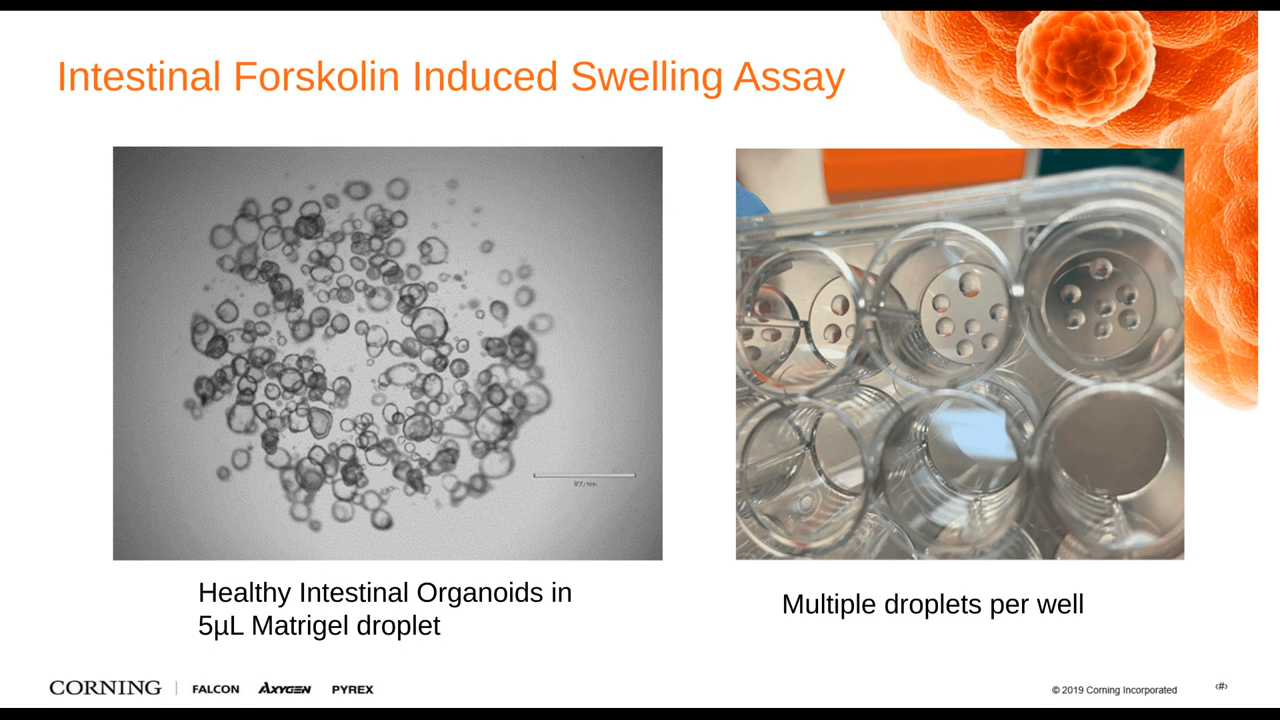 Intestinal Forskolin Induced Swelling Assay
Healthy Intestinal Organoids in
5µL Matrigel droplet
Multiple droplets per well
CORNING | FALCON AXYGEN PYREX
© 2019 Corning Incorporated
‹#›